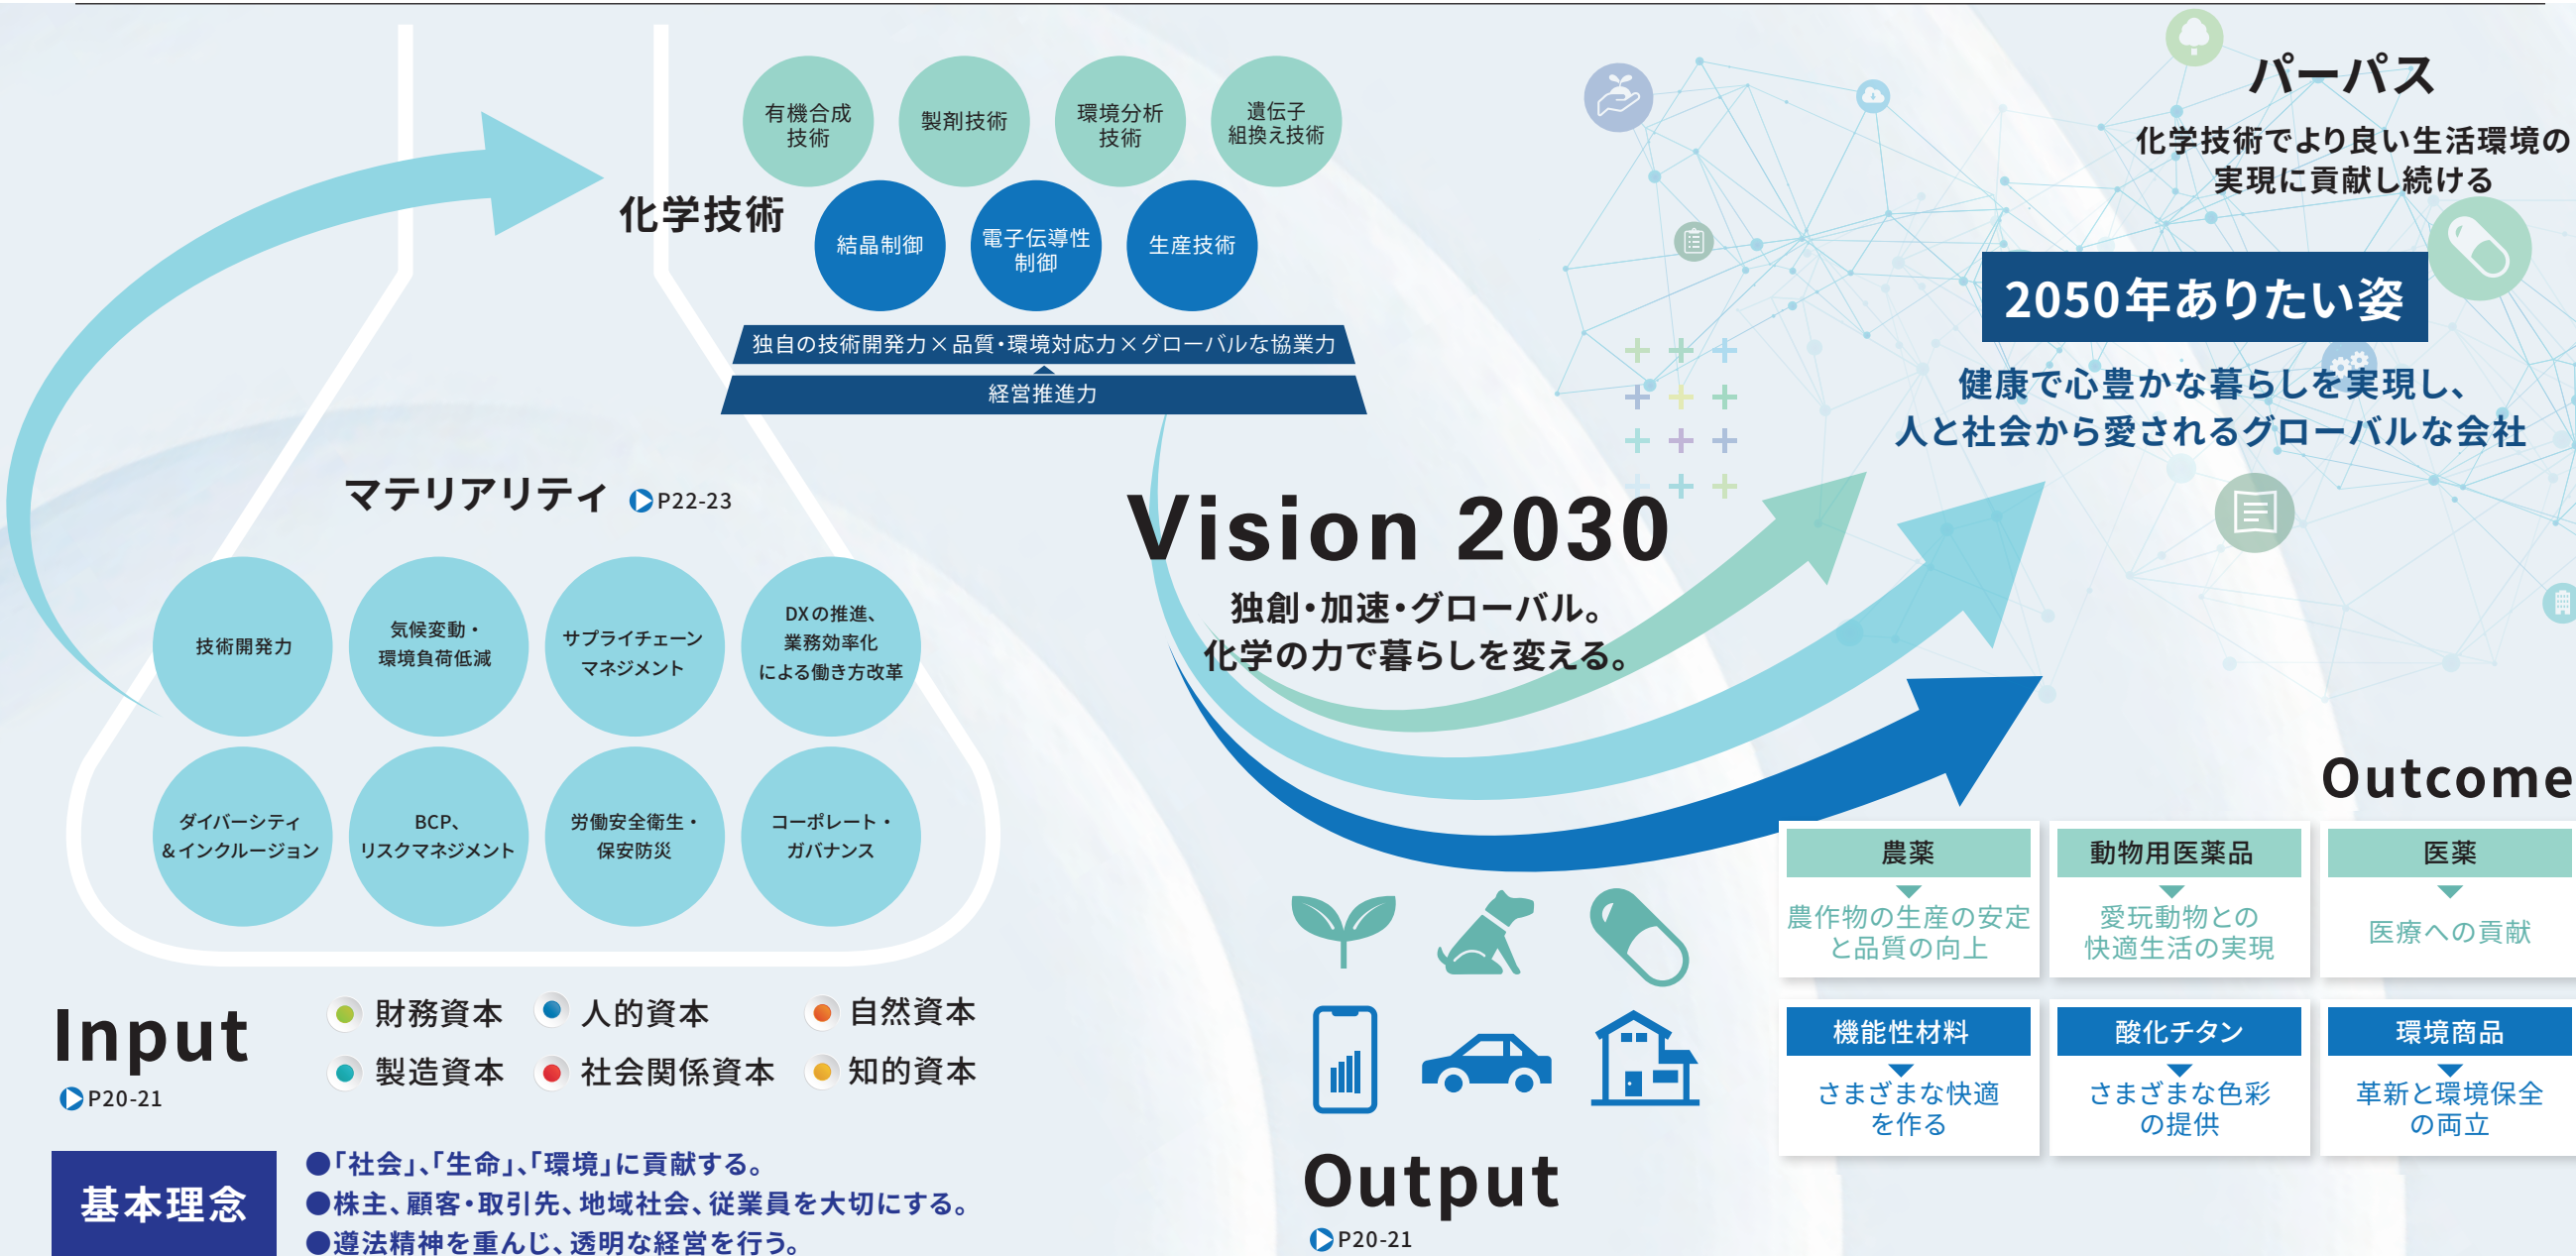 有機合成
技術
製剤技術
環境分析
技術
遺伝子
組換え技術
化学技術
結晶制御
電子伝導性
制御
生産技術
独自の技術開発力×品質・環境対応力×グローバルな協業力
経営推進力
マテリアリティ P22-23
技術開発力
気候変動・
環境負荷低減
サプライチェーン
マネジメント
DXの推進、
業務効率化
による働き方改革
ダイバーシティ
&インクルージョン
BCP、
リスクマネジメント
労働安全衛生・
保安防災
コーポレート・
ガバナンス
Input
P20-21
財務資本 人的資本 自然資本
製造資本 社会関係資本 知的資本
基本理念
●「社会」、「生命」、「環境」に貢献する。
●株主、顧客・取引先、地域社会、従業員を大切にする。
●遵法精神を重んじ、透明な経営を行う。
Vision 2030
独創・加速・グローバル。
化学の力で暮らしを変える。
パーパス
化学技術でより良い生活環境の
実現に貢献し続ける
2050年ありたい姿
健康で心豊かな暮らしを実現し、
人と社会から愛されるグローバルな会社
Output
P20-21
Outcome
農薬
農作物の生産の安定
と品質の向上
動物用医薬品
愛玩動物との
快適生活の実現
医薬
医療への貢献
機能性材料
さまざまな快適
を作る
酸化チタン
さまざまな色彩
の提供
環境商品
革新と環境保全
の両立